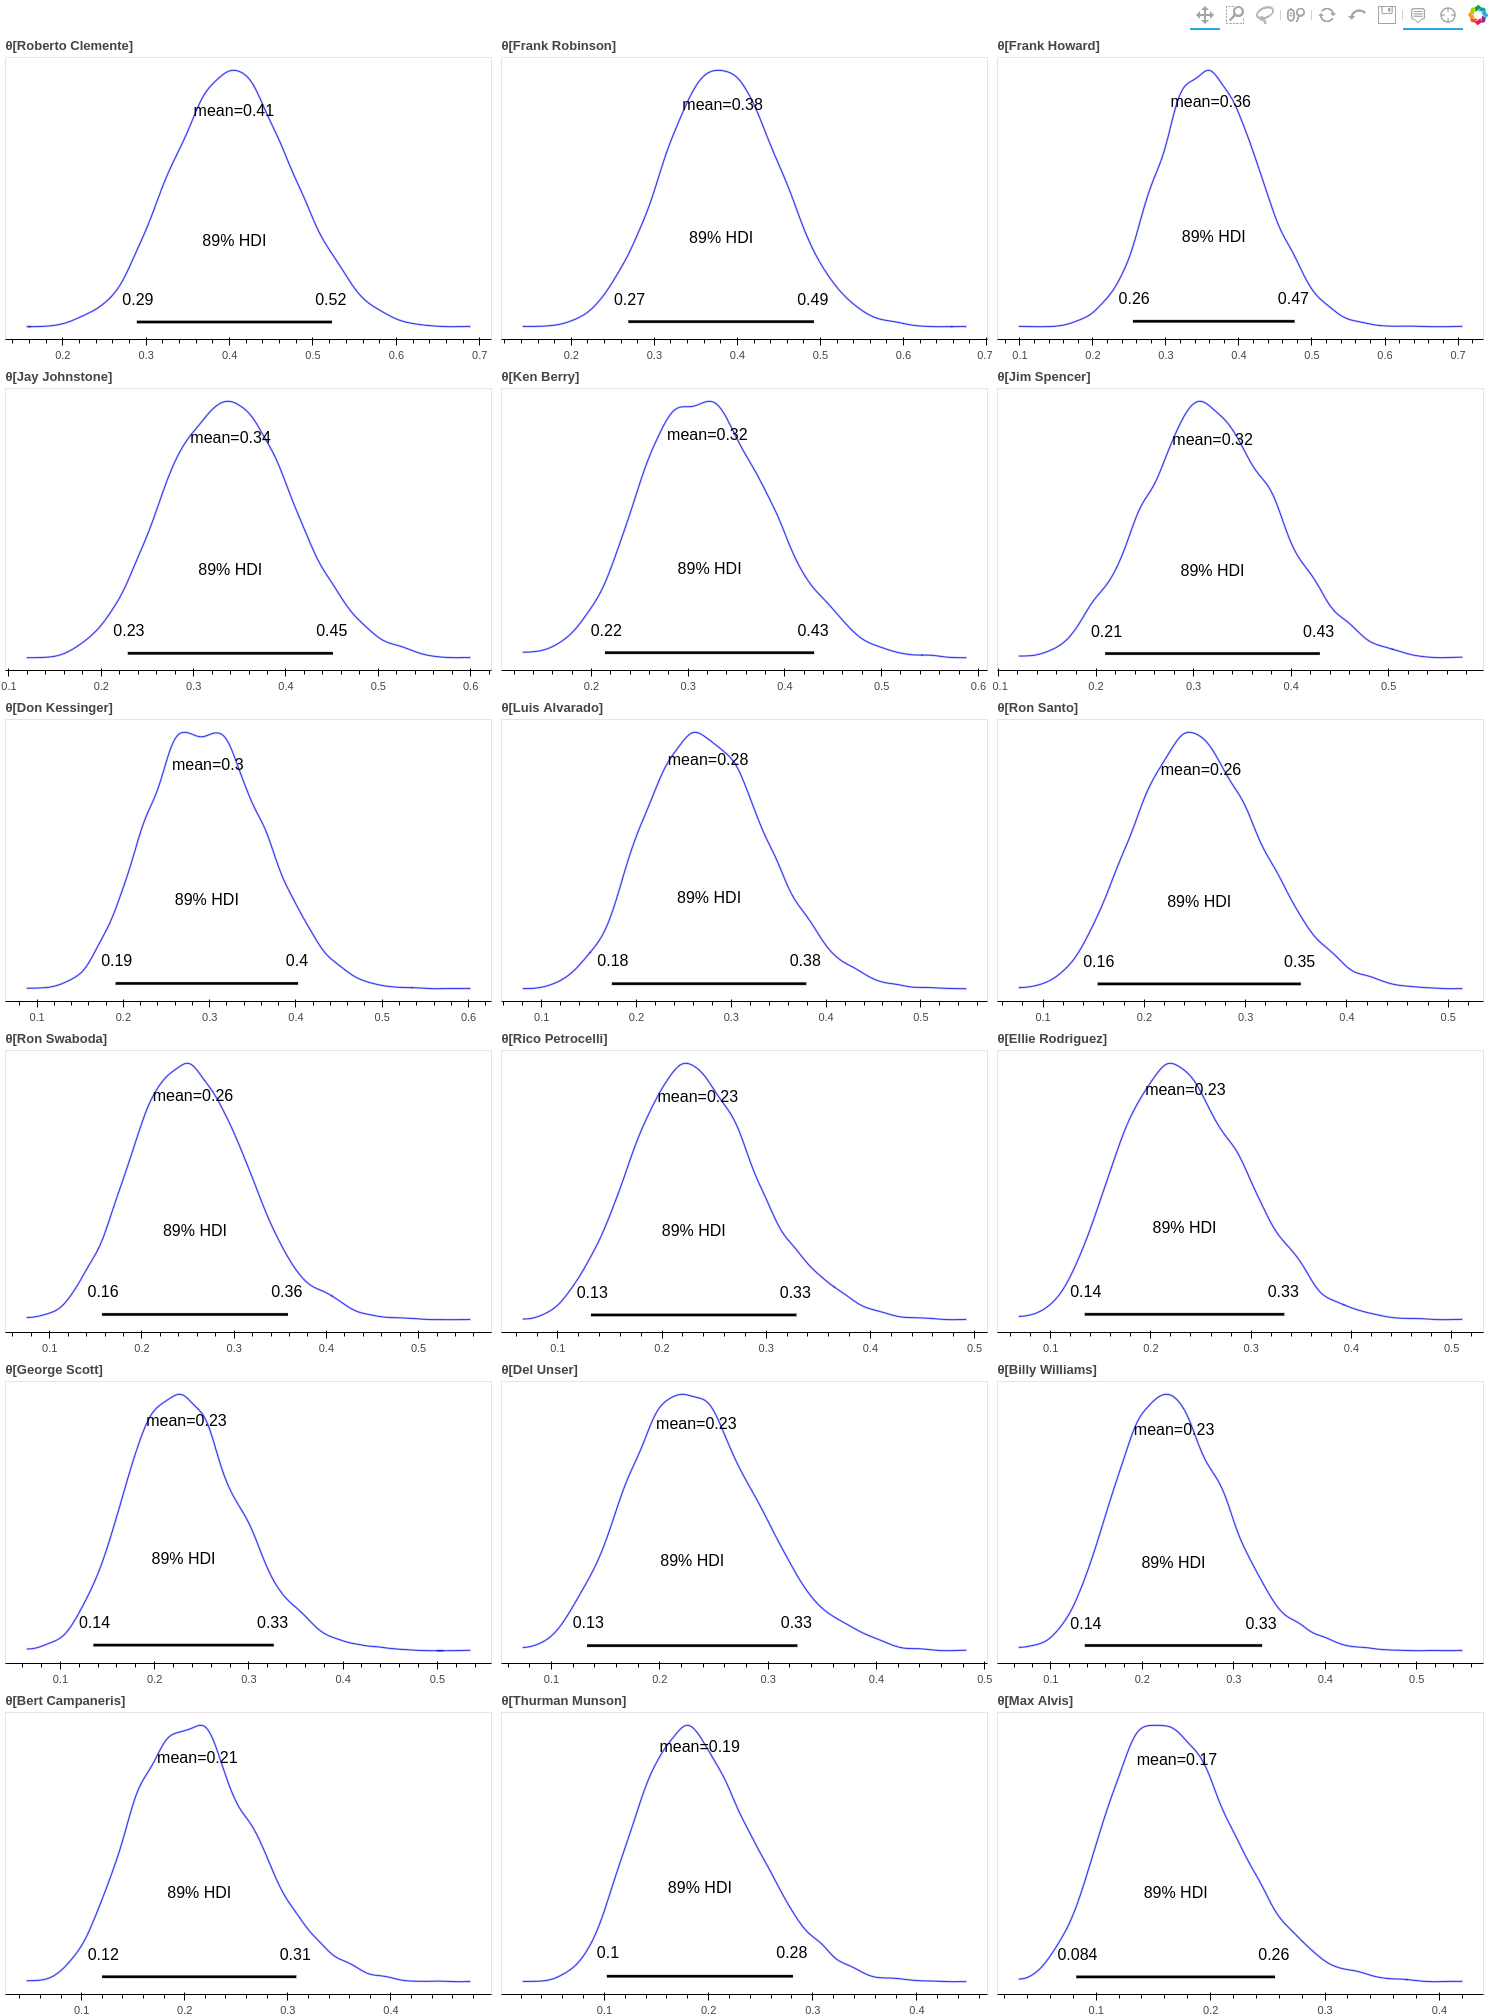 θ[Roberto Clemente] θ[Frank Robinson] θ[Frank Howard]
mean=0.41 mean=0.38 mean=0.36
89% HDI 89% HDI 89% HDI
0.29 0.52 0.27 0.49 0.26 0.47
0.2 0.3 0.4 0.5 0.6 0.7 0.2 0.3 0.4 0.5 0.6 0.7 0.1 0.2 0.3 0.4 0.5 0.6 0.7
θ[Jay Johnstone] θ[Ken Berry] θ[Jim Spencer]
mean=0.34 mean=0.32 mean=0.32
89% HDI 89% HDI 89% HDI
0.23 0.45 0.22 0.43 0.21 0.43
0.1 0.2 0.3 0.4 0.5 0.6 0.2 0.3 0.4 0.5 0.6 0.1 0.2 0.3 0.4 0.5
θ[Don Kessinger] θ[Luis Alvarado] θ[Ron Santo]
mean=0.3 mean=0.28 mean=0.26
89% HDI 89% HDI 89% HDI
0.19 0.4 0.18 0.38 0.16 0.35
0.1 0.2 0.3 0.4 0.5 0.6 0.1 0.2 0.3 0.4 0.5 0.1 0.2 0.3 0.4 0.5
θ[Ron Swaboda] θ[Rico Petrocelli] θ[Ellie Rodriguez]
mean=0.26 mean=0.23 mean=0.23
89% HDI 89% HDI 89% HDI
0.16 0.36 0.13 0.33 0.14 0.33
0.1 0.2 0.3 0.4 0.5 0.1 0.2 0.3 0.4 0.5 0.1 0.2 0.3 0.4 0.5
θ[George Scott] θ[Del Unser] θ[Billy Williams]
mean=0.23 mean=0.23 mean=0.23
89% HDI 89% HDI 89% HDI
0.14 0.33 0.13 0.33 0.14 0.33
0.1 0.2 0.3 0.4 0.5 0.1 0.2 0.3 0.4 0.5 0.1 0.2 0.3 0.4 0.5
θ[Bert Campaneris] θ[Thurman Munson] θ[Max Alvis]
mean=0.21 mean=0.19 mean=0.17
89% HDI 89% HDI 89% HDI
0.12 0.31 0.1 0.28 0.084 0.26
0.1 0.2 0.3 0.4 0.1 0.2 0.3 0.4 0.1 0.2 0.3 0.4